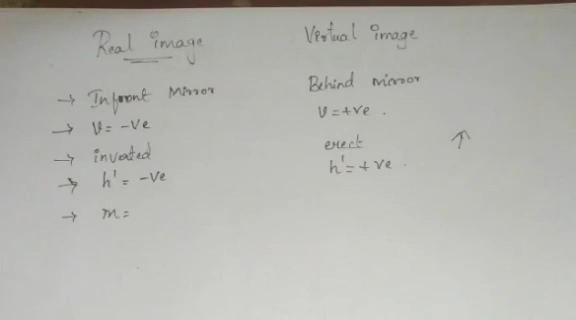 Real image
→ Infront Mirror
→ v = -ve
→ inverted
→ h' = -ve
→ m =
Virtual image
Behind mirror
v = +ve .
erect
h' = +ve .
↑